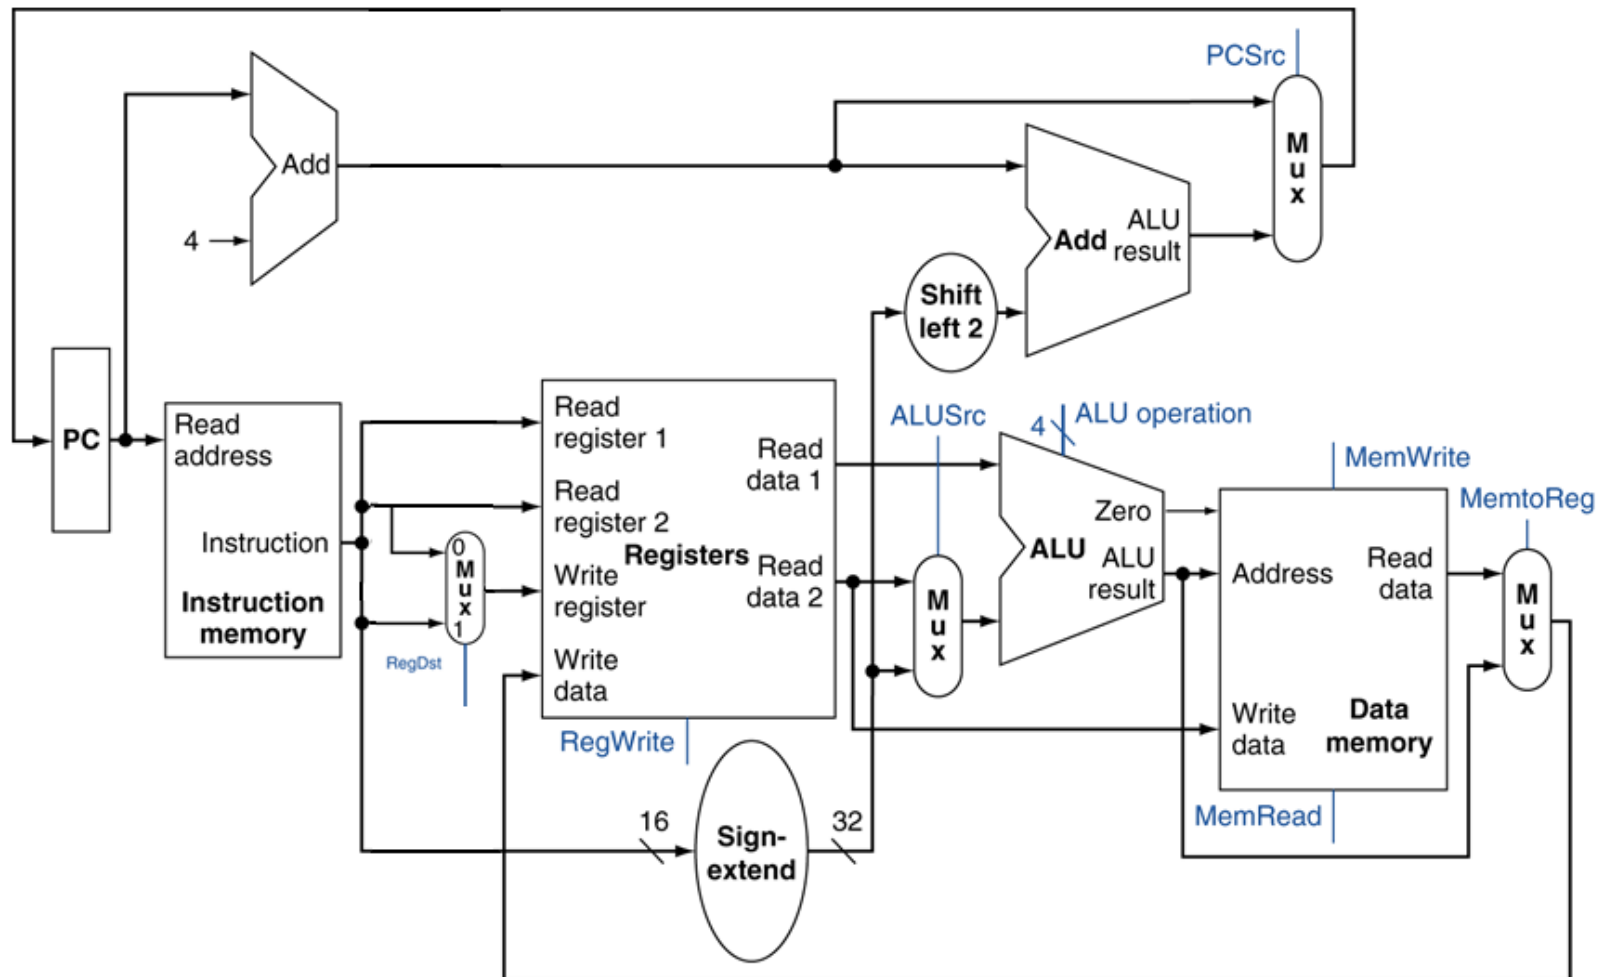 PCSrc
Add
4
M
u
x
Add
ALU
result
Shift
left 2
PC
Read
address
Instruction
Instruction
memory
0
M
u
x
1
RegDst
Read
register 1
Read
register 2
Write
register
Write
data
Registers
Read
data 1
Read
data 2
RegWrite
16
Sign-
extend
32
ALUSrc
M
u
x
4
ALU operation
Zero
ALU
ALU
result
MemWrite
Address
Read
data
Write
data
Data
memory
MemRead
MemtoReg
M
u
x